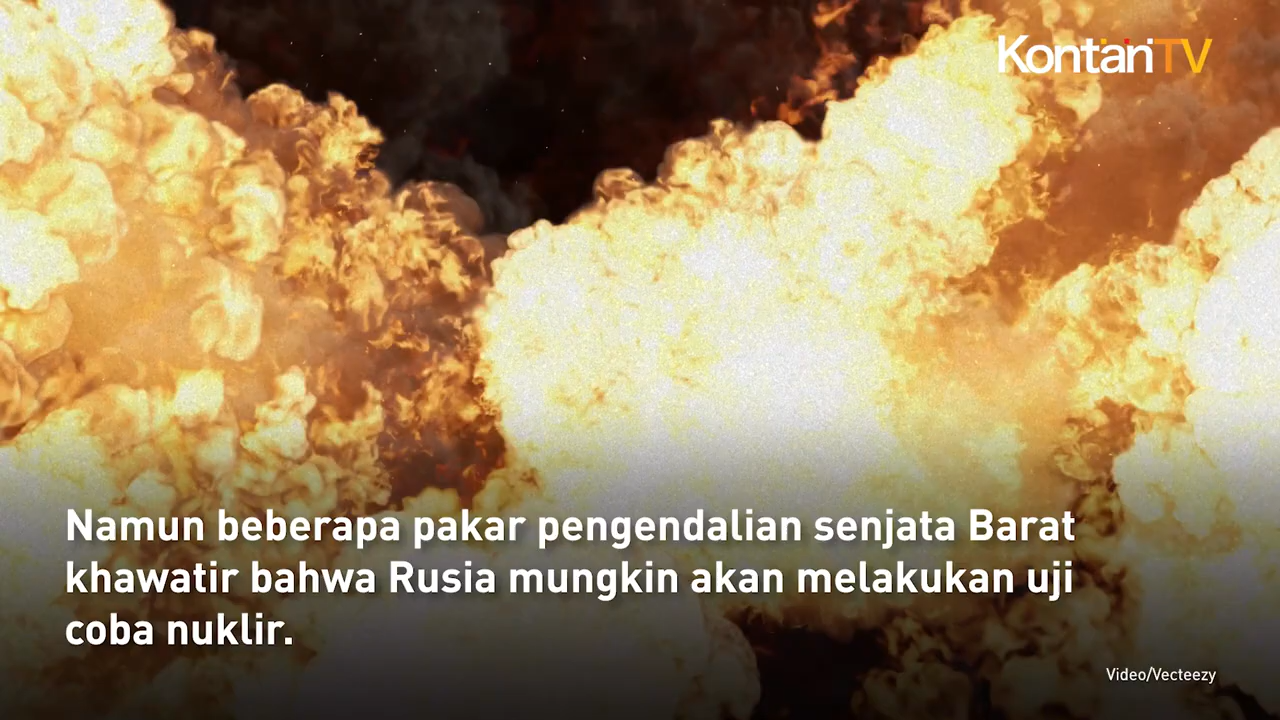 KontanTV
Namun beberapa pakar pengendalian senjata Barat
khawatir bahwa Rusia mungkin akan melakukan uji
coba nuklir.
Video/Vecteezy